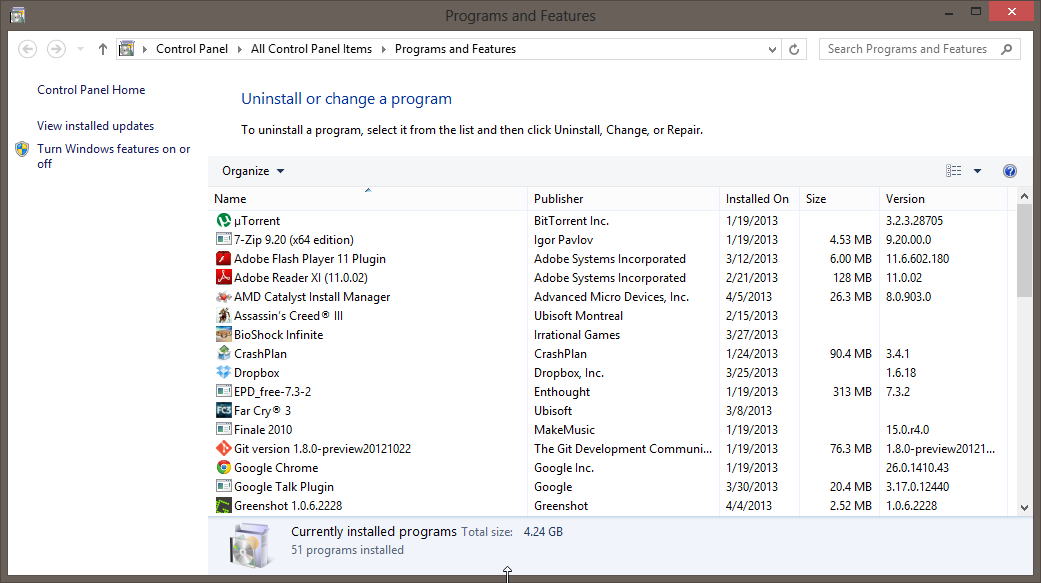 Programs and Features
Control Panel All Control Panel Items Programs and Features
Search Programs and Features
Control Panel Home
View installed updates
Turn Windows features on or
off
Uninstall or change a program
To uninstall a program, select it from the list and then click Uninstall, Change, or Repair.
Organize
Name Publisher Installed On Size Version
µTorrent BitTorrent Inc. 1/19/2013 3.2.3.28705
7-Zip 9.20 (x64 edition) Igor Pavlov 1/19/2013 4.53 MB 9.20.00.0
Adobe Flash Player 11 Plugin Adobe Systems Incorporated 3/12/2013 6.00 MB 11.6.602.180
Adobe Reader XI (11.0.02) Adobe Systems Incorporated 2/21/2013 128 MB 11.0.02
AMD Catalyst Install Manager Advanced Micro Devices, Inc. 4/5/2013 26.3 MB 8.0.903.0
Assassin's Creed® III Ubisoft Montreal 2/15/2013
BioShock Infinite Irrational Games 3/27/2013
CrashPlan CrashPlan 1/24/2013 90.4 MB 3.4.1
Dropbox Dropbox, Inc. 3/25/2013 1.6.18
EPD_free-7.3-2 Enthought 1/19/2013 313 MB 7.3.2
FC3 Far Cry® 3 Ubisoft 3/8/2013
Finale 2010 MakeMusic 1/19/2013 15.0.r4.0
Git version 1.8.0-preview20121022 The Git Development Communi... 1/19/2013 76.3 MB 1.8.0-preview20121...
Google Chrome Google Inc. 1/19/2013 26.0.1410.43
Google Talk Plugin Google 3/30/2013 20.4 MB 3.17.0.12440
Greenshot 1.0.6.2228 Greenshot 4/4/2013 2.52 MB 1.0.6.2228
Currently installed programs Total size: 4.24 GB
51 programs installed